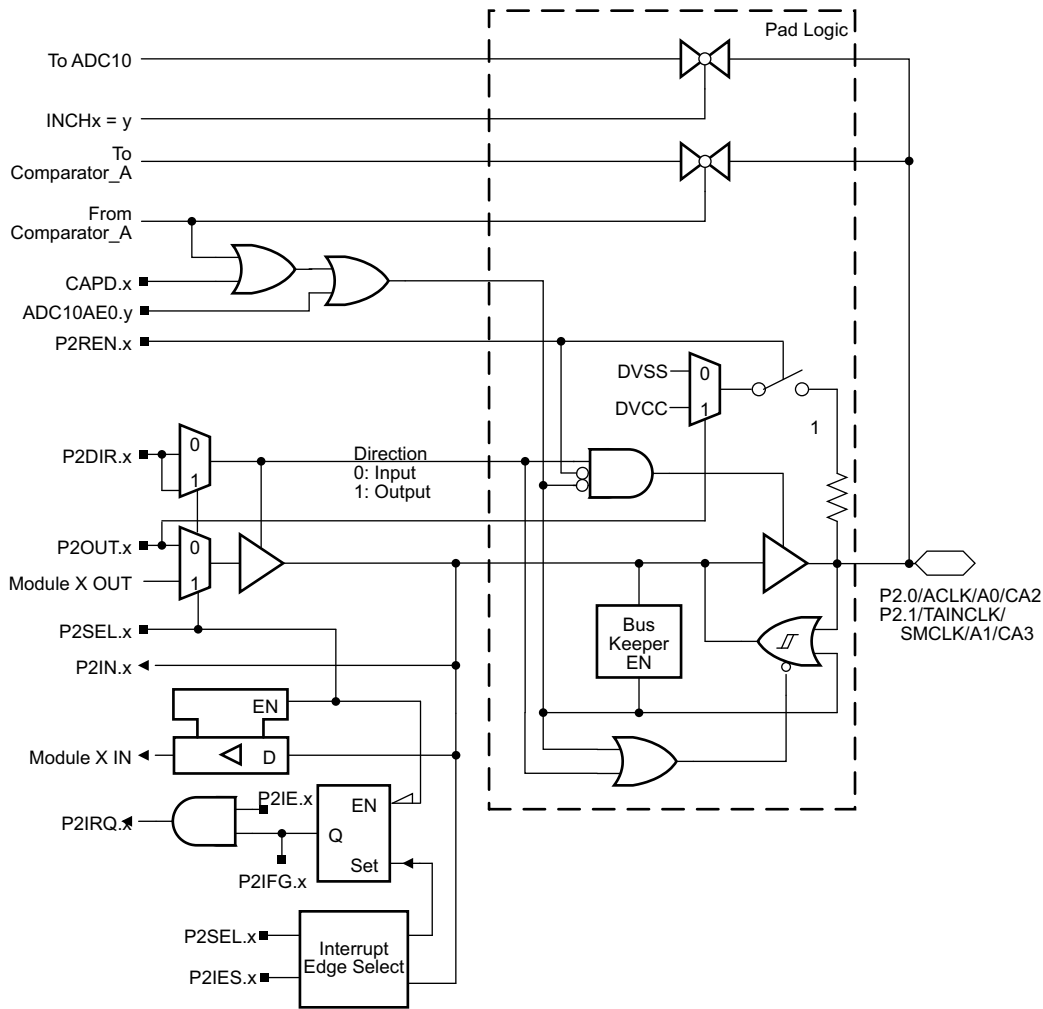 Pad Logic
To ADC10
INCHx = y
To
Comparator_A
From
Comparator_A
CAPD.x
ADC10AE0.y
P2REN.x
DVSS
0
DVCC
1
1
P2DIR.x
0
1
Direction
0: Input
1: Output
P2OUT.x
0
Module X OUT
1
P2SEL.x
P2IN.x
Bus
Keeper
EN
P2.0/ACLK/A0/CA2
P2.1/TAINCLK/
SMCLK/A1/CA3
EN
Module X IN
D
P2IE.x
EN
P2IRQ.x
Q
Set
P2IFG.x
P2SEL.x
P2IES.x
Interrupt
Edge Select